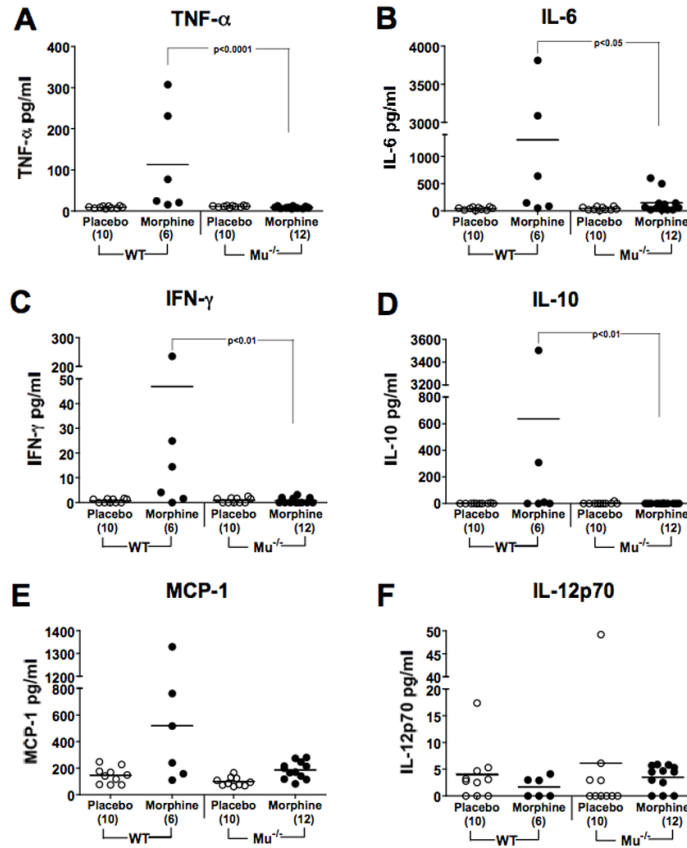 A TNF-α
TNF-α pg/ml
400
300
200
100
0
p<0.0001
Placebo Morphine Placebo Morphine
(10) (6) (10) (12)
WT Mu-/-
B IL-6
IL-6 pg/ml
4000
3500
3000
2500
1000
500
0
p<0.05
Placebo Morphine Placebo Morphine
(10) (6) (10) (12)
WT Mu-/-
C IFN-γ
IFN-γ pg/ml
300
200
50
40
30
20
10
0
p<0.01
Placebo Morphine Placebo Morphine
(10) (6) (10) (12)
WT Mu-/-
D IL-10
IL-10 pg/ml
3600
3400
3200
800
600
400
200
0
p<0.01
Placebo Morphine Placebo Morphine
(10) (6) (10) (12)
WT Mu-/-
E MCP-1
MCP-1 pg/ml
1400
1200
800
600
400
200
0
Placebo Morphine Placebo Morphine
(10) (6) (10) (12)
WT Mu-/-
F IL-12p70
IL-12p70 pg/ml
50
40
20
15
10
5
0
Placebo Morphine Placebo Morphine
(10) (6) (10) (12)
WT Mu-/-